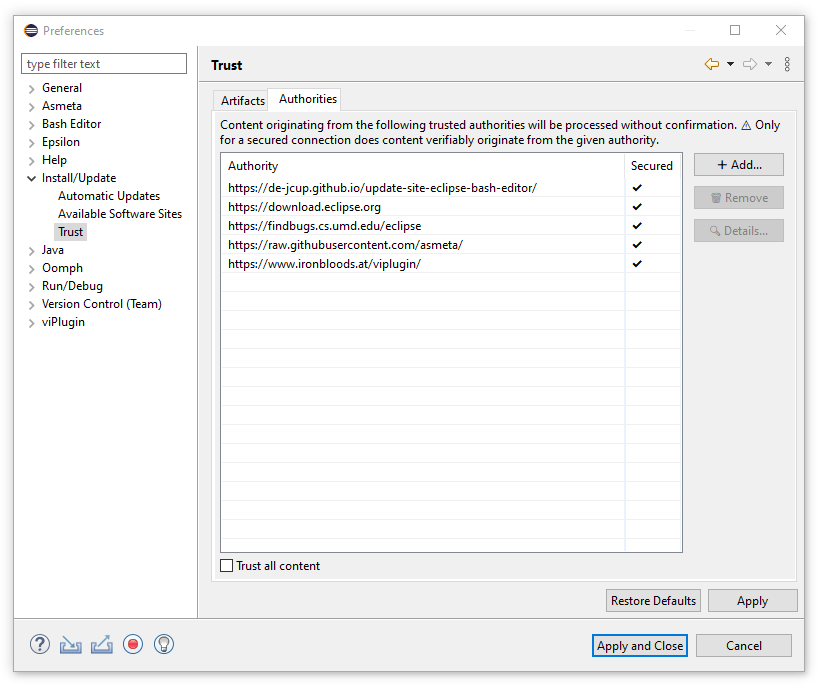 Preferences
type filter text
General
Asmeta
Bash Editor
Epsilon
Help
Install/Update
Automatic Updates
Available Software Sites
Trust
Java
Oomph
Run/Debug
Version Control (Team)
viPlugin
Trust
Artifacts
Authorities
Content originating from the following trusted authorities will be processed without confirmation. ⚠ Only
for a secured connection does content verifiably originate from the given authority.
Authority Secured
https://de-jcup.github.io/update-site-eclipse-bash-editor/
https://download.eclipse.org
https://findbugs.cs.umd.edu/eclipse
https://raw.githubusercontent.com/asmeta/
https://www.ironbloods.at/viplugin/
Add...
Remove
Details...
Trust all content
Restore Defaults
Apply
Apply and Close
Cancel